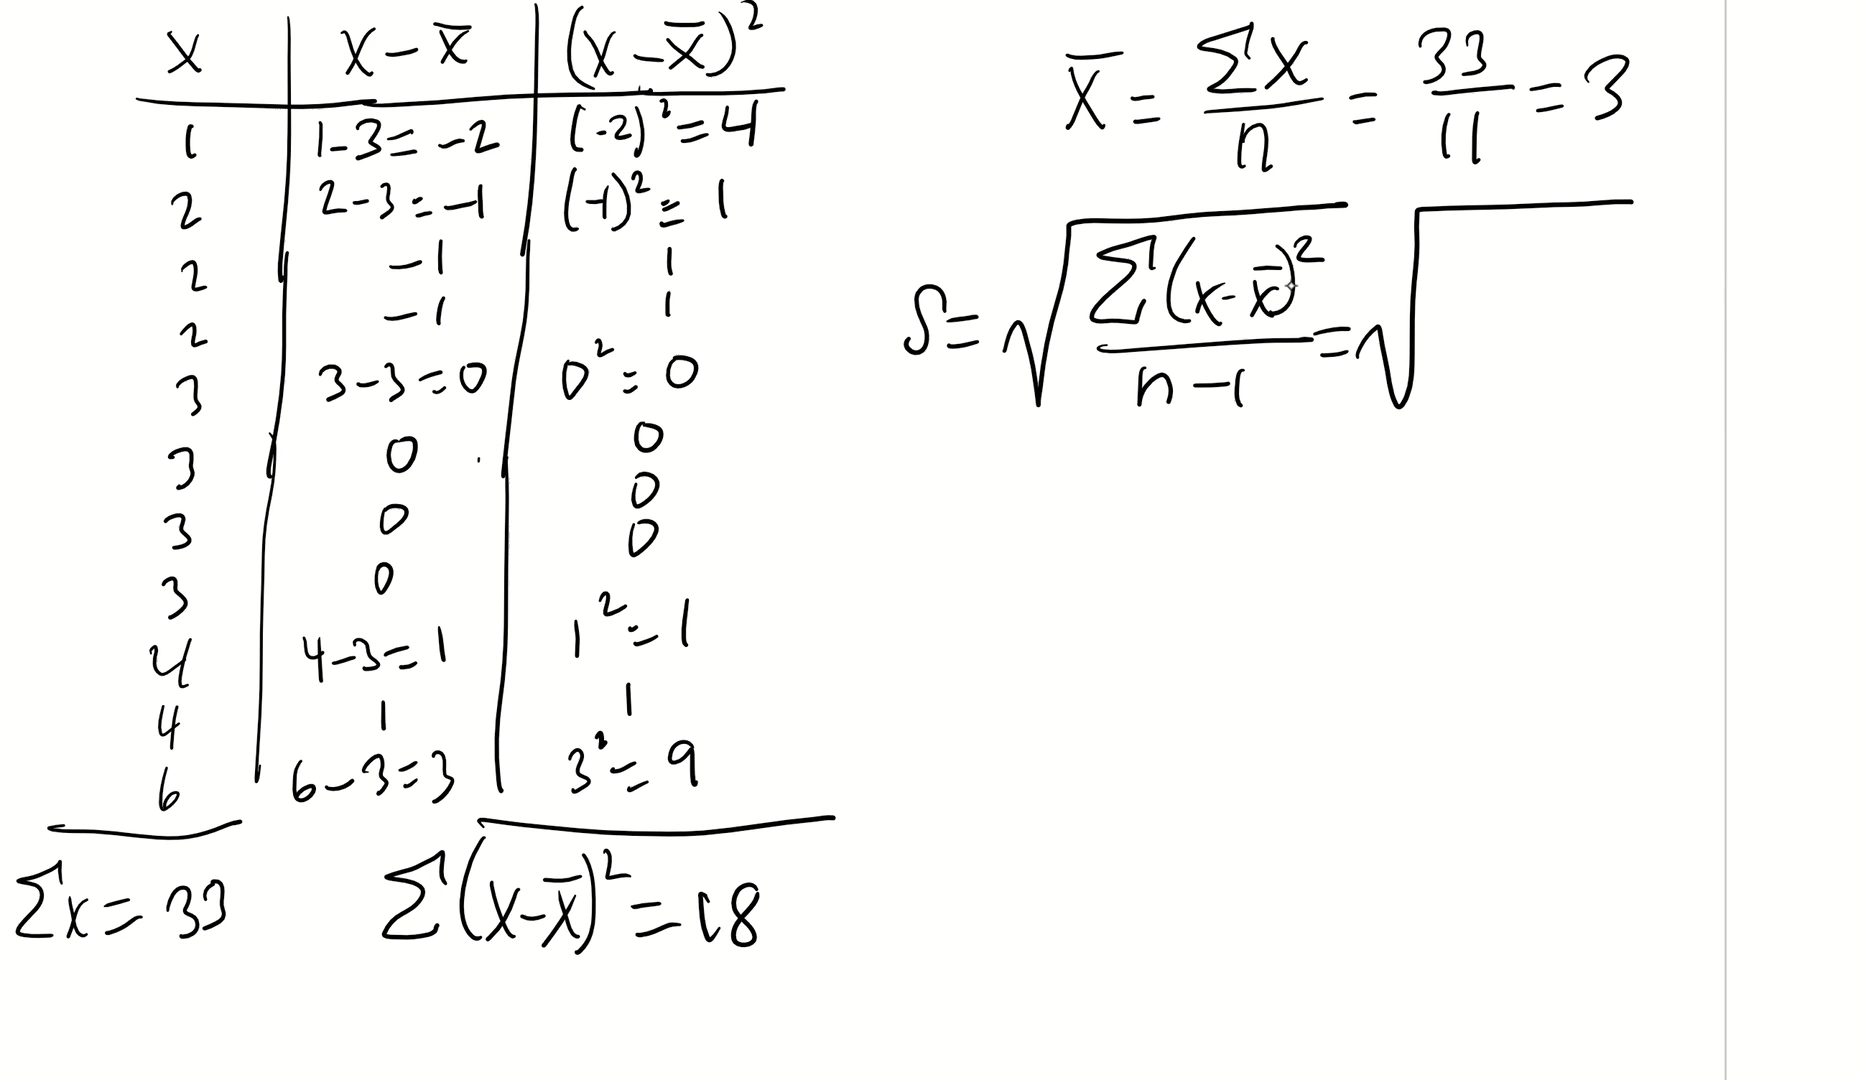 x | x - x̄ | (x - x̄)²
1 | 1-3 = -2 | (-2)² = 4
2 | 2-3 = -1 | (-1)² = 1
2 | -1 | 1
2 | -1 | 1
3 | 3-3 = 0 | 0² = 0
3 | 0 | 0
3 | 0 | 0
3 | 0 | 0
4 | 4-3 = 1 | 1² = 1
4 | 1 | 1
6 | 6-3 = 3 | 3² = 9
Σx = 33
Σ(x-x̄)² = 18
x̄ = Σx/n = 33/11 = 3
S = √(Σ(x-x̄)²/(n-1)) = √